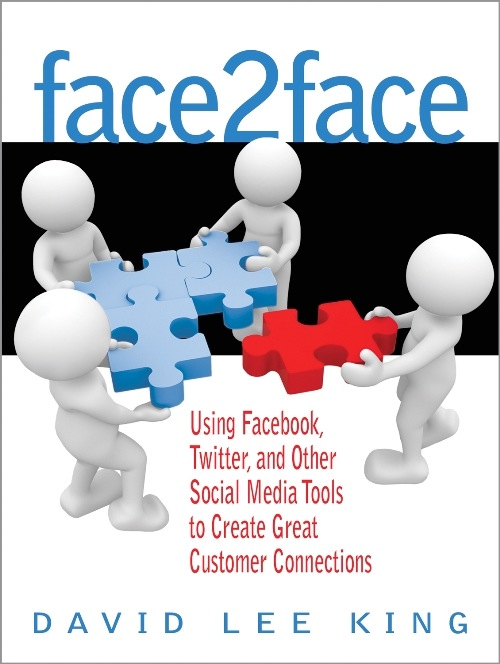 face2face
Using Facebook,
Twitter, and Other
Social Media Tools
to Create Great
Customer Connections
DAVID LEE KING